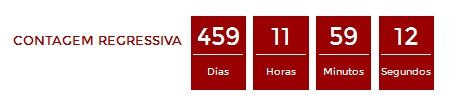 CONTAGEM REGRESSIVA
459 11 59 12
Dias Horas Minutos Segundos